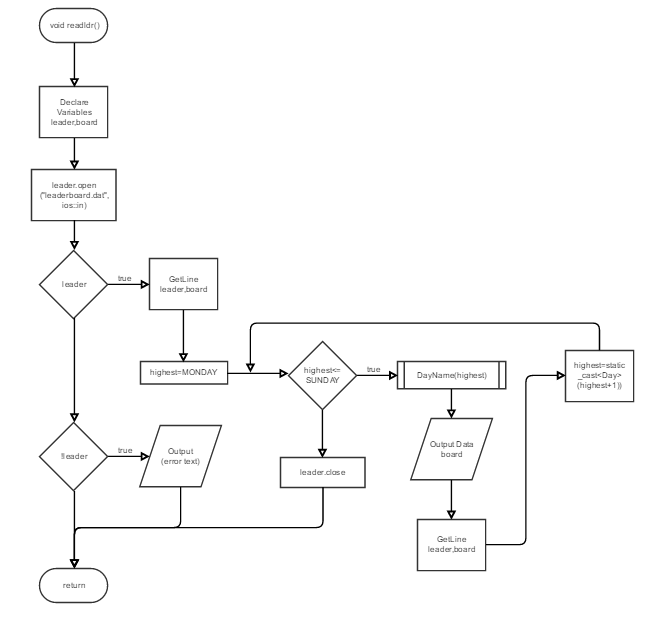 void readldr()
Declare
Variables
leader,board
leader.open
("leaderboard.dat",
ios::in)
leader
true
GetLine
leader,board
highest=MONDAY
highest<=
SUNDAY
true
DayName(highest)
highest=static
_cast<Day>
(highest+1))
!leader
true
Output
(error text)
leader.close
Output Data
board
GetLine
leader,board
return